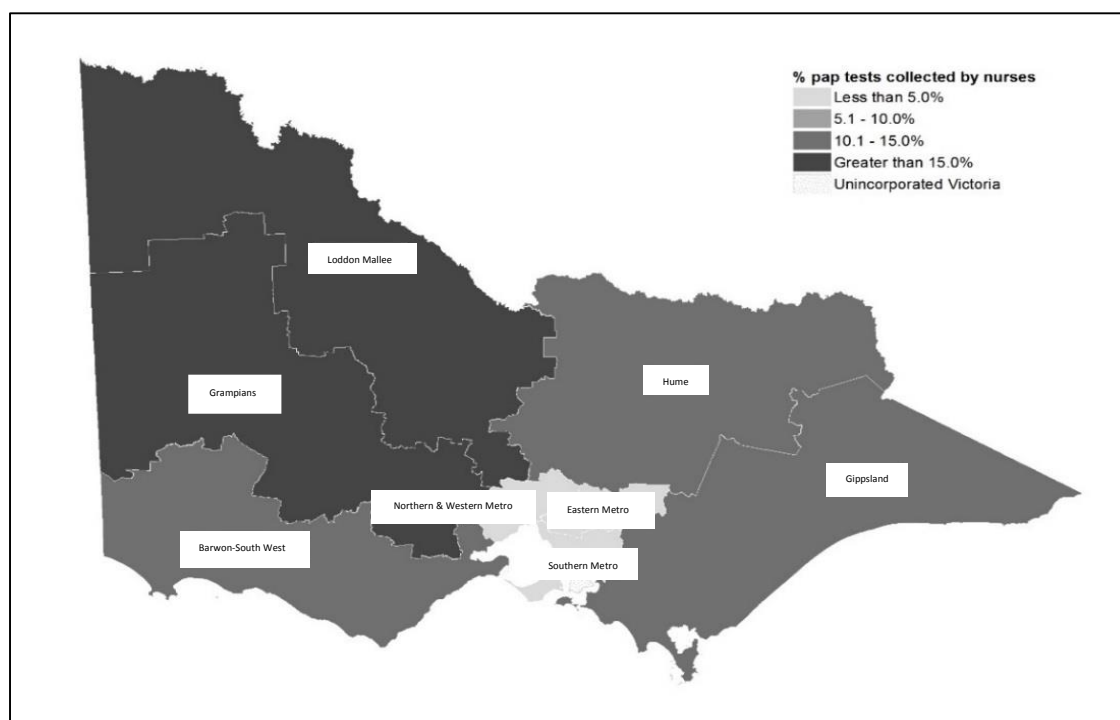 % pap tests collected by nurses
Less than 5.0%
5.1 - 10.0%
10.1 - 15.0%
Greater than 15.0%
Unincorporated Victoria
Loddon Mallee
Hume
Grampians
Gippsland
Northern & Western Metro
Eastern Metro
Barwon-South West
Southern Metro